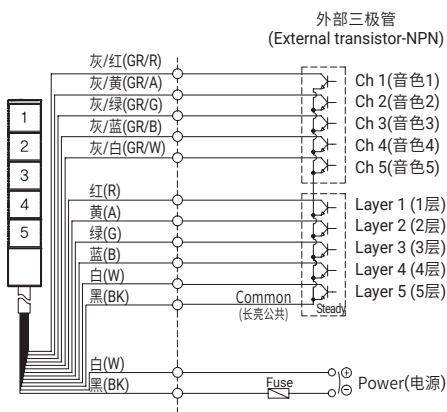 外部三极管
(External transistor-NPN)
灰/红(GR/R)
Ch 1(音色1)
灰/黄(GR/A)
Ch 2(音色2)
灰/绿(GR/G)
Ch 3(音色3)
灰/蓝(GR/B)
Ch 4(音色4)
灰/白(GR/W)
Ch 5(音色5)
1
2
3
4
5
红(R)
Layer 1 (1层)
黄(A)
Layer 2 (2层)
绿(G)
Layer 3 (3层)
蓝(B)
Layer 4 (4层)
白(W)
Layer 5 (5层)
黑(BK)
Common
(长亮公共)
Steady
白(W)
黑(BK)
Fuse
Power(电源)